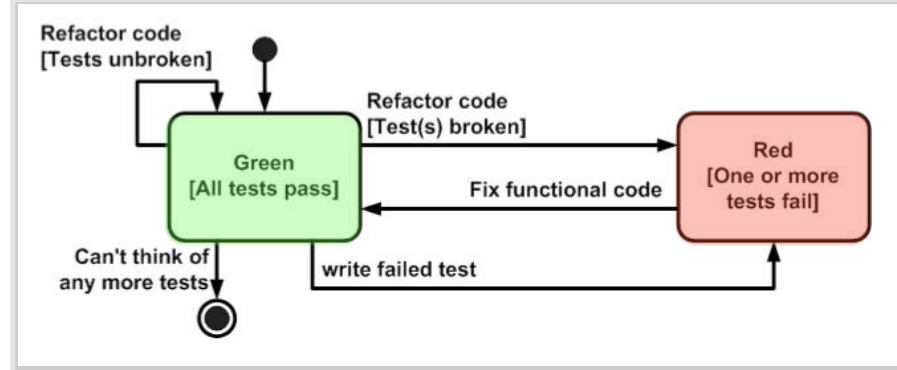 Refactor code
[Tests unbroken]
Refactor code
[Test(s) broken]
Green
[All tests pass]
Red
[One or more
tests fail]
Fix functional code
Can't think of
any more tests
write failed test